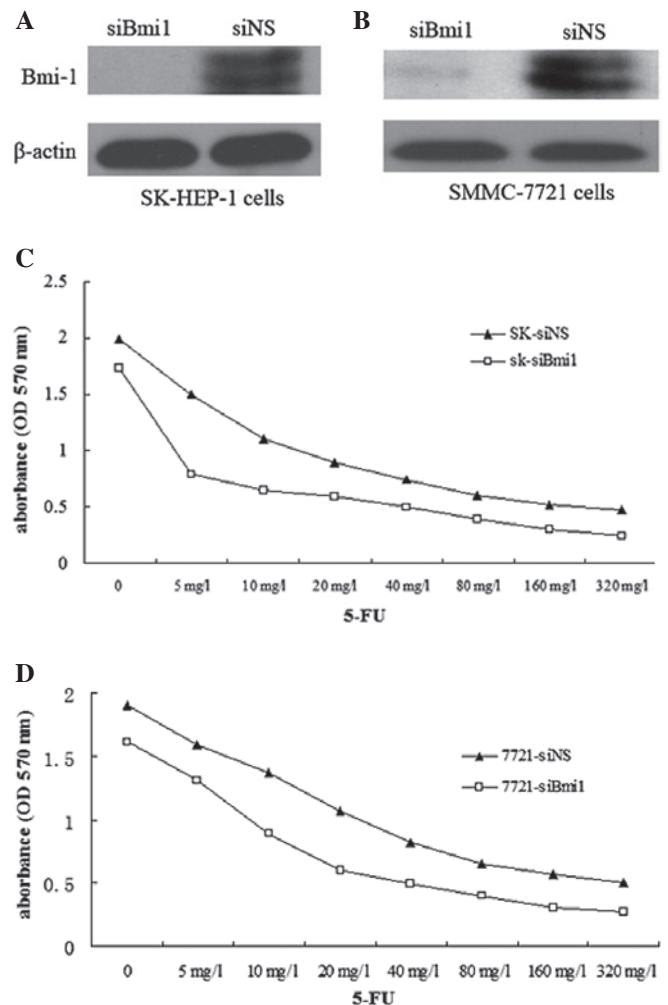 A
siBmi1 siNS
Bmi-1
β-actin
SK-HEP-1 cells
B
siBmi1 siNS
SMMC-7721 cells
C
2.5
2
1.5
1
0.5
0
aborbance (OD 570 nm)
SK-siNS
sk-siBmi1
0 5 mg/l 10 mg/l 20 mg/l 40 mg/l 80 mg/l 160 mg/l 320 mg/l
5-FU
D
2
1.5
1
0.5
0
aborbance (OD 570 nm)
7721-siNS
7721-siBmi1
0 5 mg/l 10 mg/l 20 mg/l 40 mg/l 80 mg/l 160 mg/l 320 mg/l
5-FU